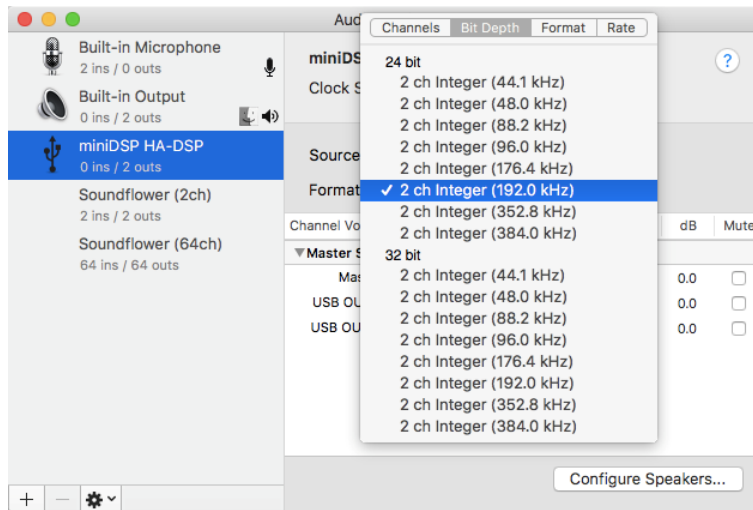 Aud
Channels Bit Depth Format Rate
Built-in Microphone
2 ins / 0 outs
Built-in Output
0 ins / 2 outs
miniDSP HA-DSP
0 ins / 2 outs
Soundflower (2ch)
2 ins / 2 outs
Soundflower (64ch)
64 ins / 64 outs
miniDS
?
Clock S
Source
Format
24 bit
2 ch Integer (44.1 kHz)
2 ch Integer (48.0 kHz)
2 ch Integer (88.2 kHz)
2 ch Integer (96.0 kHz)
2 ch Integer (176.4 kHz)
✓ 2 ch Integer (192.0 kHz)
2 ch Integer (352.8 kHz)
2 ch Integer (384.0 kHz)
32 bit
2 ch Integer (44.1 kHz)
2 ch Integer (48.0 kHz)
2 ch Integer (88.2 kHz)
2 ch Integer (96.0 kHz)
2 ch Integer (176.4 kHz)
2 ch Integer (192.0 kHz)
2 ch Integer (352.8 kHz)
2 ch Integer (384.0 kHz)
Channel Vo dB Mute
Master S
Mas 0.0
USB OU 0.0
USB OU 0.0
Configure Speakers...